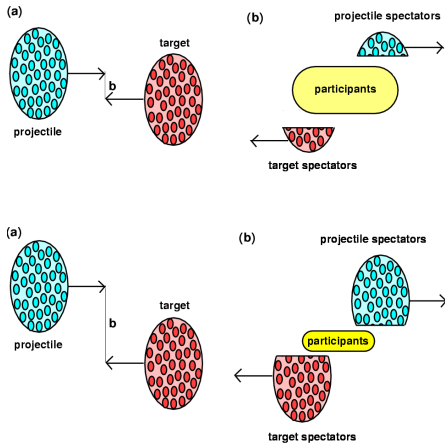 (a)
target
b
projectile
(b)
projectile spectators
participants
target spectators
(a)
target
b
projectile
(b)
projectile spectators
participants
target spectators